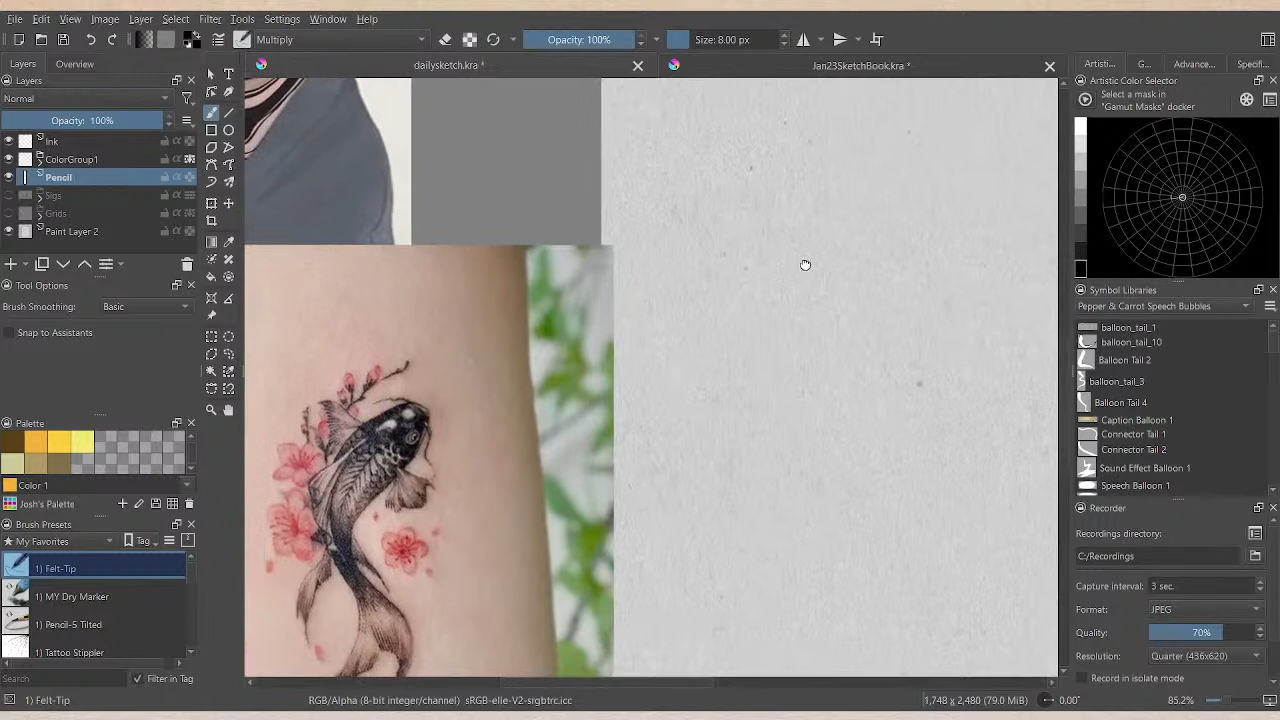 File Edit View Image Layer Select Filter Tools Settings Window Help
Multiply
Opacity: 100%
Size: 8.00 px
Layers Overview
dailysketch.kra *
Jan23SketchBook.kra *
Artisti... G... Advance... Specifi...
Layers
Artistic Color Selector
Normal
Select a mask in
"Gamut Masks" docker
Opacity: 100%
Ink
ColorGroup1
Pencil
Sigs
Grids
Paint Layer 2
Tool Options
Brush Smoothing: Basic
Snap to Assistants
Symbol Libraries
Pepper & Carrot Speech Bubbles
balloon_tail_1
balloon_tail_10
Balloon Tail 2
balloon_tail_3
Balloon Tail 4
Caption Balloon 1
Connector Tail 1
Connector Tail 2
Sound Effect Balloon 1
Speech Balloon 1
Palette
Color 1
Josh's Palette
Brush Presets
My Favorites
Tag
1) Felt-Tip
1) MY Dry Marker
1) Pencil-5 Tilted
1) Tattoo Stippler
Search
Filter in Tag
Recorder
Recordings directory:
C:/Recordings
Capture interval: 3 sec.
Format: JPEG
Quality: 70%
Resolution: Quarter (436x620)
Record in isolate mode
1) Felt-Tip
RGB/Alpha (8-bit integer/channel) sRGB-elle-V2-srgbtrc.icc
1,748 x 2,480 (79.0 MiB)
0.00°
85.2%